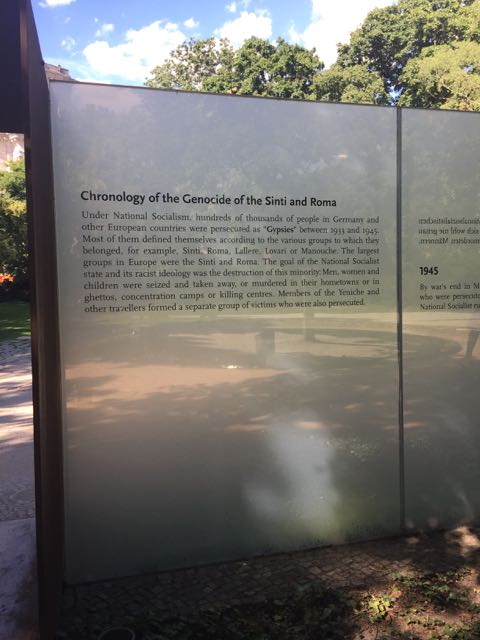 Chronology of the Genocide of the Sinti and Roma
Under National Socialism, hundreds of thousands of people in Germany and
other European countries were persecuted as "Gypsies" between 1933 and 1945.
Most of them defined themselves according to the various groups to which they
belonged, for example, Sinti, Roma, Lallere, Lovari or Manouche. The largest
groups in Europe were the Sinti and Roma. The goal of the National Socialist
state and its racist ideology was the destruction of this minority: Men, women and
children were seized and taken away, or murdered in their hometowns or in
ghettos, concentration camps or killing centres. Members of the Yeniche and
other travellers formed a separate group of victims who were also persecuted.
1945
By war's end in M
who were persecute
National Socialist ru